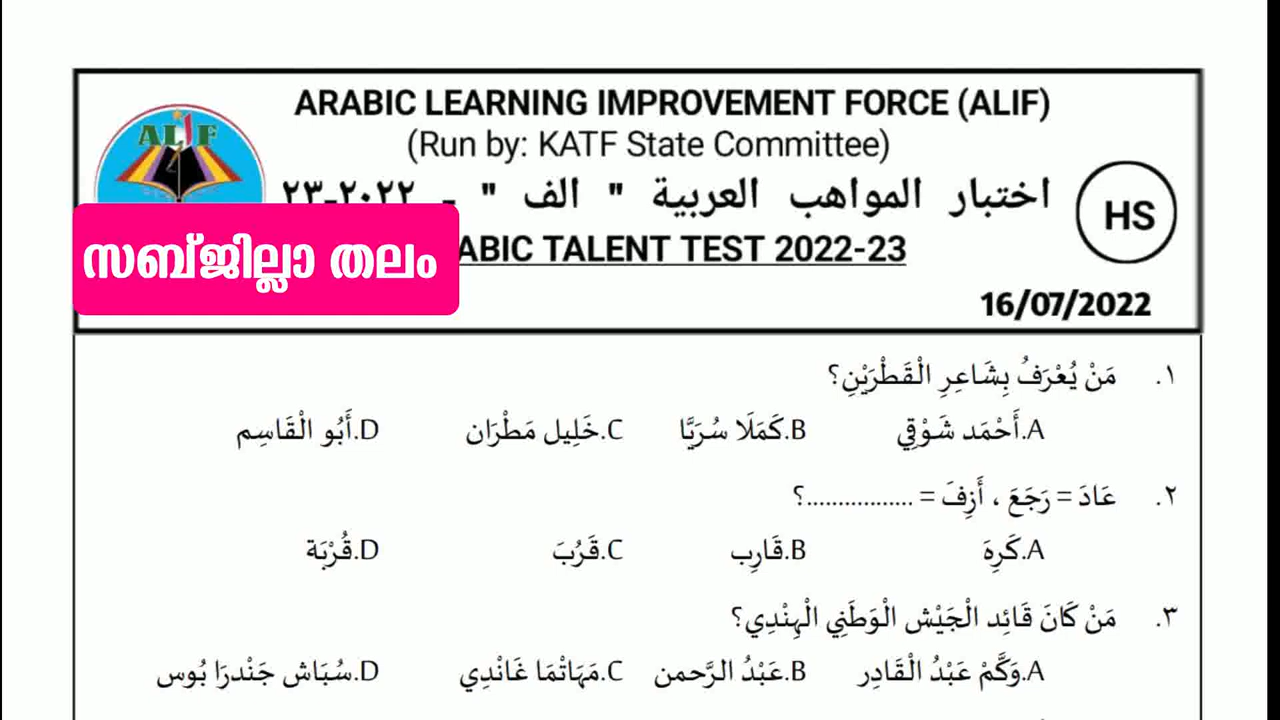 ARABIC LEARNING IMPROVEMENT FORCE (ALIF)
ALIF
(Run by: KATF State Committee)
اختبار المواهب العربية " الف " - ٢٠٢٢-٢٣
HS
സബ്ജില്ലാ തലം
ABIC TALENT TEST 2022-23
16/07/2022
١. مَنْ يُعْرَفُ بِشَاعِرِ الْقَطْرَيْنِ؟
A.أَحْمَد شَوْقِي B.كَمَلَا سُرَيَّا C.خَلِيل مَطْرَان D.أَبُو الْقَاسِم
٢. عَادَ = رَجَعَ ، أَزِفَ = .................؟
A.كَرِهَ B.قَارِب C.قَرُبَ D.قُرْبَة
٣. مَنْ كَانَ قَائِد الْجَيْش الْوَطَنِي الْهِنْدِي؟
A.وَكَّمْ عَبْدُ الْقَادِر B.عَبْدُ الرَّحمن C.مَهَاتْمَا غَانْدِي D.سُبَاش جَنْدرَا بُوس